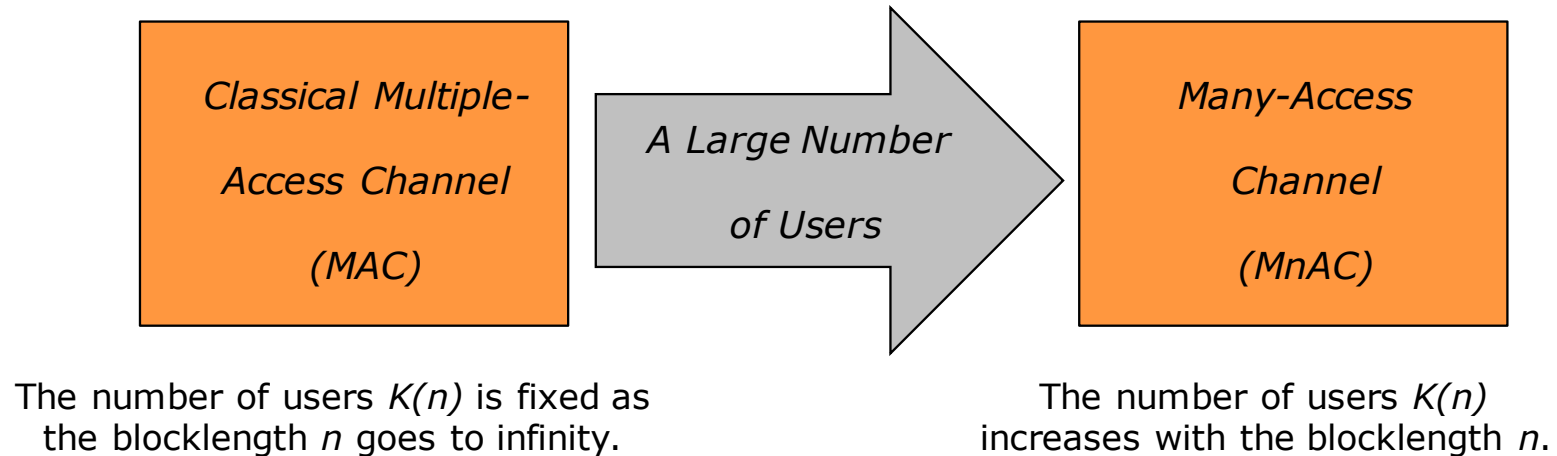 Classical Multiple-
Access Channel
(MAC)
A Large Number
of Users
Many-Access
Channel
(MnAC)
The number of users K(n) is fixed as
the blocklength n goes to infinity.
The number of users K(n)
increases with the blocklength n.